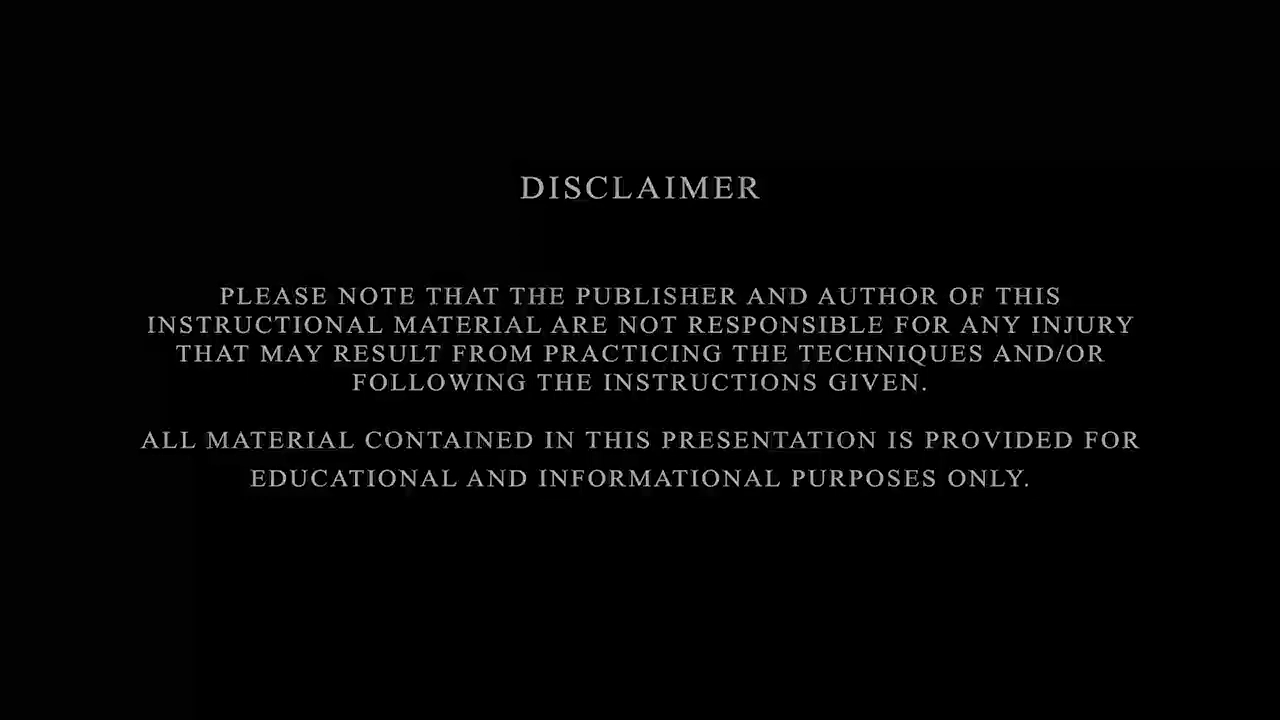 DISCLAIMER
PLEASE NOTE THAT THE PUBLISHER AND AUTHOR OF THIS
INSTRUCTIONAL MATERIAL ARE NOT RESPONSIBLE FOR ANY INJURY
THAT MAY RESULT FROM PRACTICING THE TECHNIQUES AND/OR
FOLLOWING THE INSTRUCTIONS GIVEN.
ALL MATERIAL CONTAINED IN THIS PRESENTATION IS PROVIDED FOR
EDUCATIONAL AND INFORMATIONAL PURPOSES ONLY.